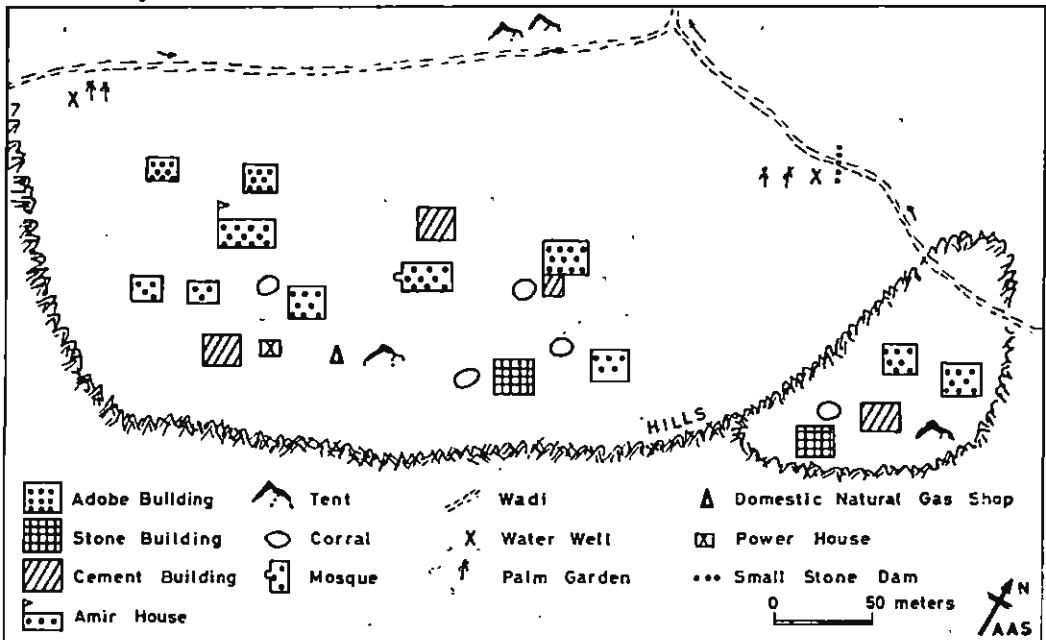 HILLS
Adobe Building
Tent
Wadi
Domestic Natural Gas Shop
Stone Building
Corral
X Water Well
X Power House
Cement Building
Mosque
Palm Garden
Small Stone Dam
Amir House
0 50 meters
N
AAS